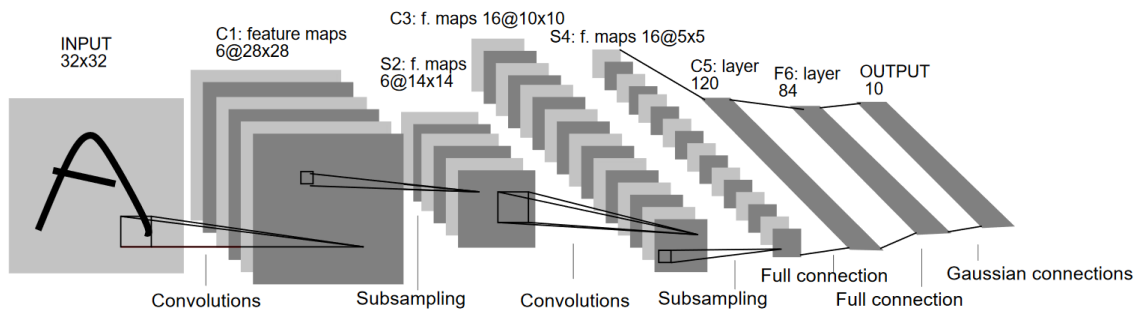 INPUT
32x32
C1: feature maps
6@28x28
S2: f. maps
6@14x14
C3: f. maps 16@10x10
S4: f. maps 16@5x5
C5: layer
120
F6: layer
84
OUTPUT
10
Convolutions
Subsampling
Convolutions
Subsampling
Full connection
Full connection
Gaussian connections